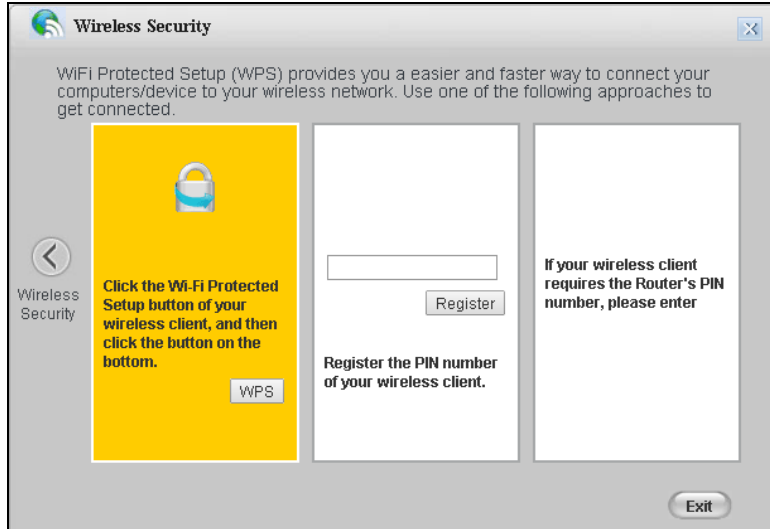 Wireless Security
WiFi Protected Setup (WPS) provides you a easier and faster way to connect your
computers/device to your wireless network. Use one of the following approaches to
get connected.
Wireless
Security
Click the Wi-Fi Protected
Setup button of your
wireless client, and then
click the button on the
bottom.
WPS
Register
Register the PIN number
of your wireless client.
If your wireless client
requires the Router's PIN
number, please enter
Exit